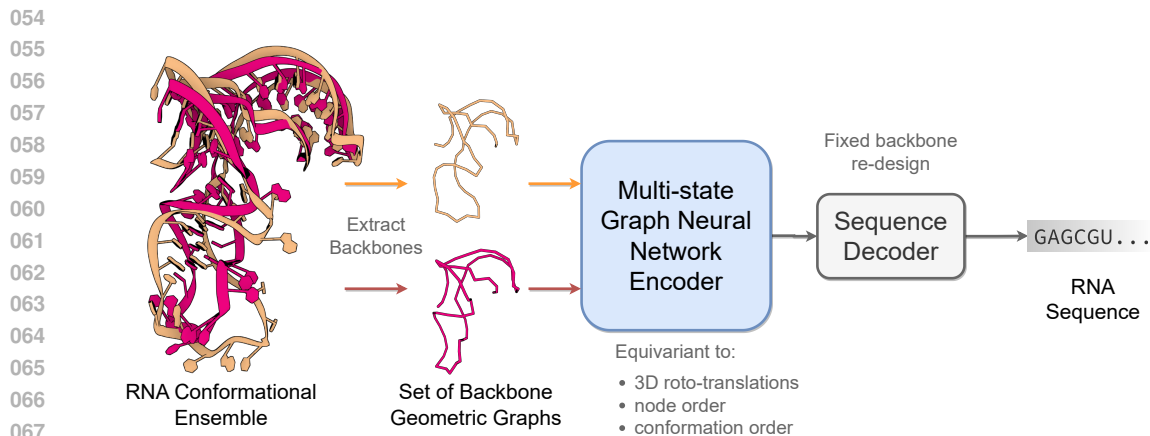 054
055
056
057
058
059
060
061
062
063
064
065
066
067
Extract
Backbones
RNA Conformational
Ensemble
Set of Backbone
Geometric Graphs
Multi-state
Graph Neural
Network
Encoder
Equivariant to:
• 3D roto-translations
• node order
• conformation order
Fixed backbone
re-design
Sequence
Decoder
GAGCGU...
RNA
Sequence